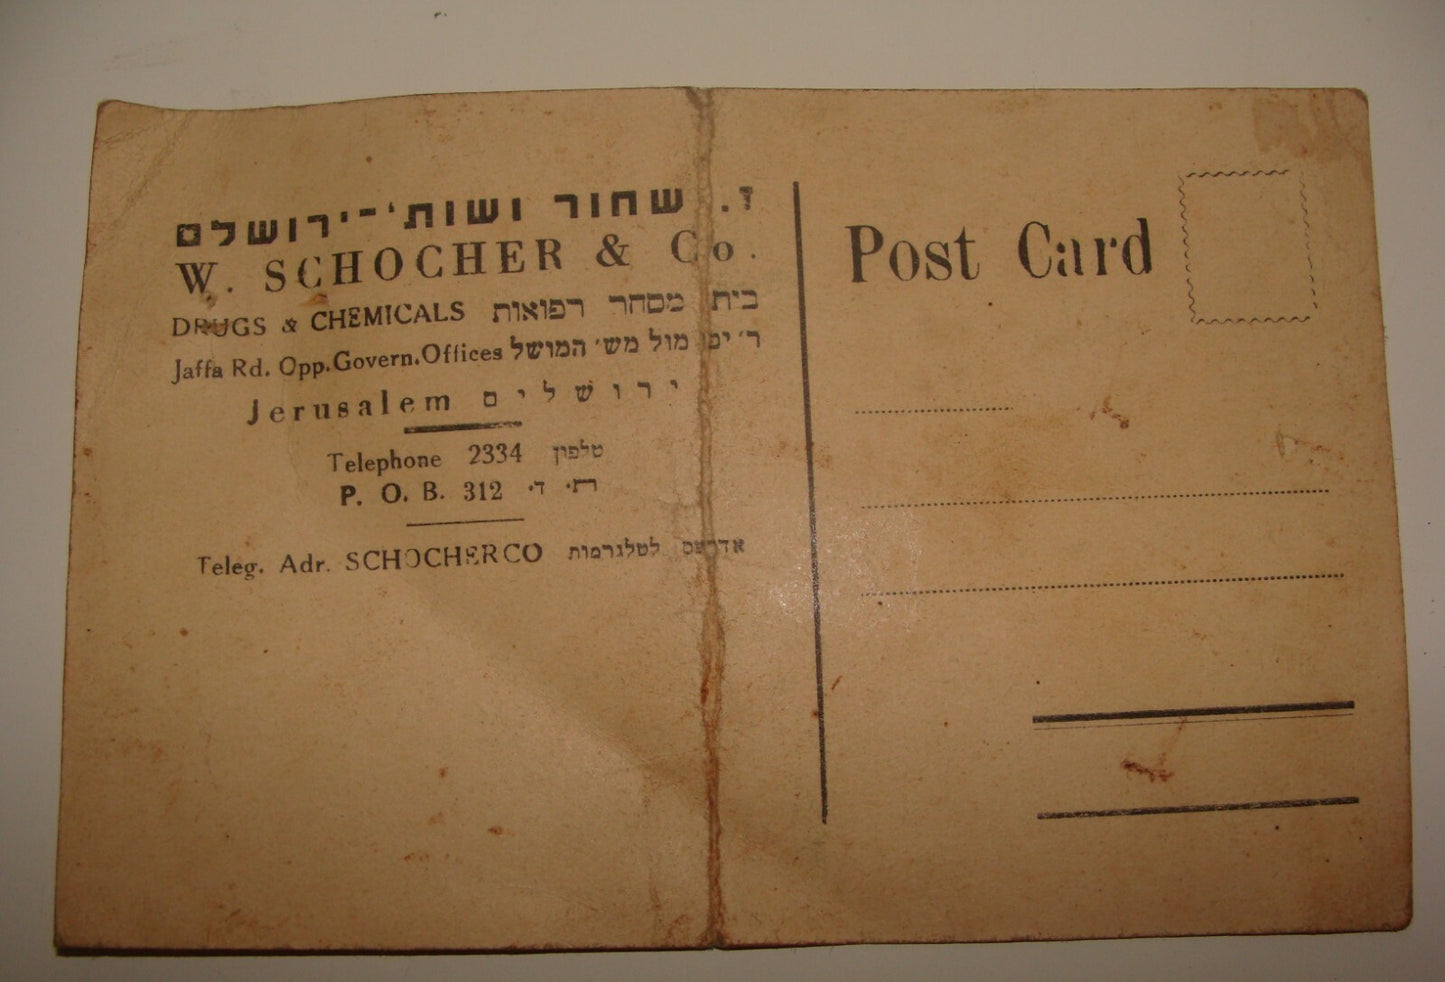 ז. שחור ושות'-ירושלם
W. SCHOCHER & Co.
DRUGS & CHEMICALS בית מסחר רפואות
Jaffa Rd. Opp.Govern.Offices ר' יפו מול מש' המושל
Jerusalem ירושלים
Telephone 2334 טלפון
P. O. B. 312 ת. ד.
Teleg. Adr. SCHOCHERCO אדרסס לטלגרמות
Post Card